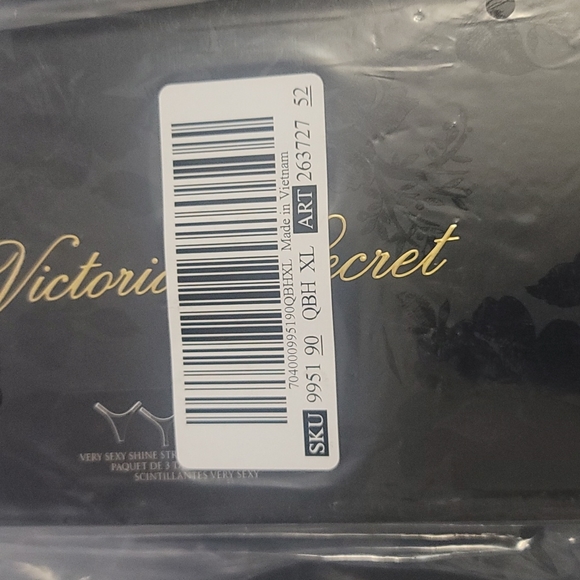 Victoria ecret
7040000995190QBHXL Made in Vietnam
SKU 9951 90 QBH XL ART 263727 52
VERY SEXY SHINE STR
PAQUET DE 3
SCINTILLANTES VERY SEXY